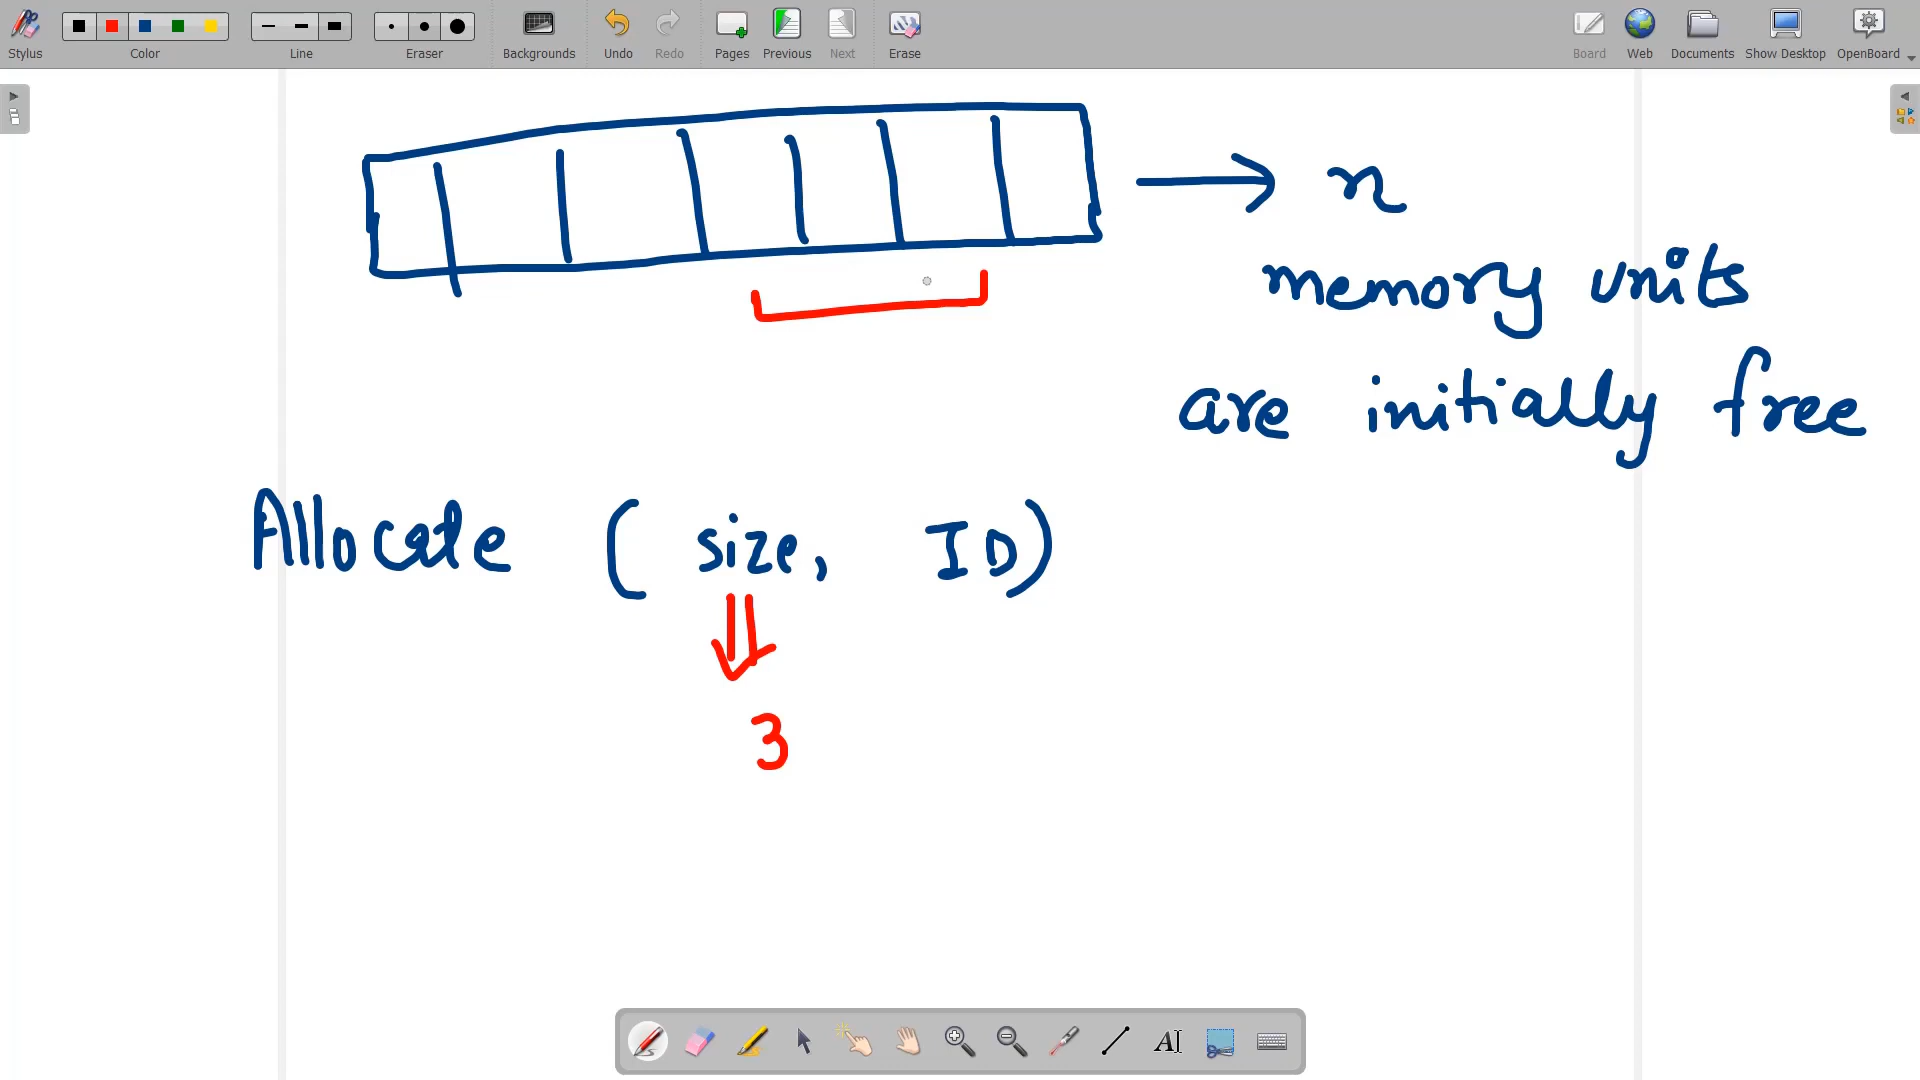 Stylus Color Line Eraser Backgrounds Undo Redo Pages Previous Next Erase Board Web Documents Show Desktop OpenBoard
n
memory units
are initially free
Allocate ( size, ID)
3
AI